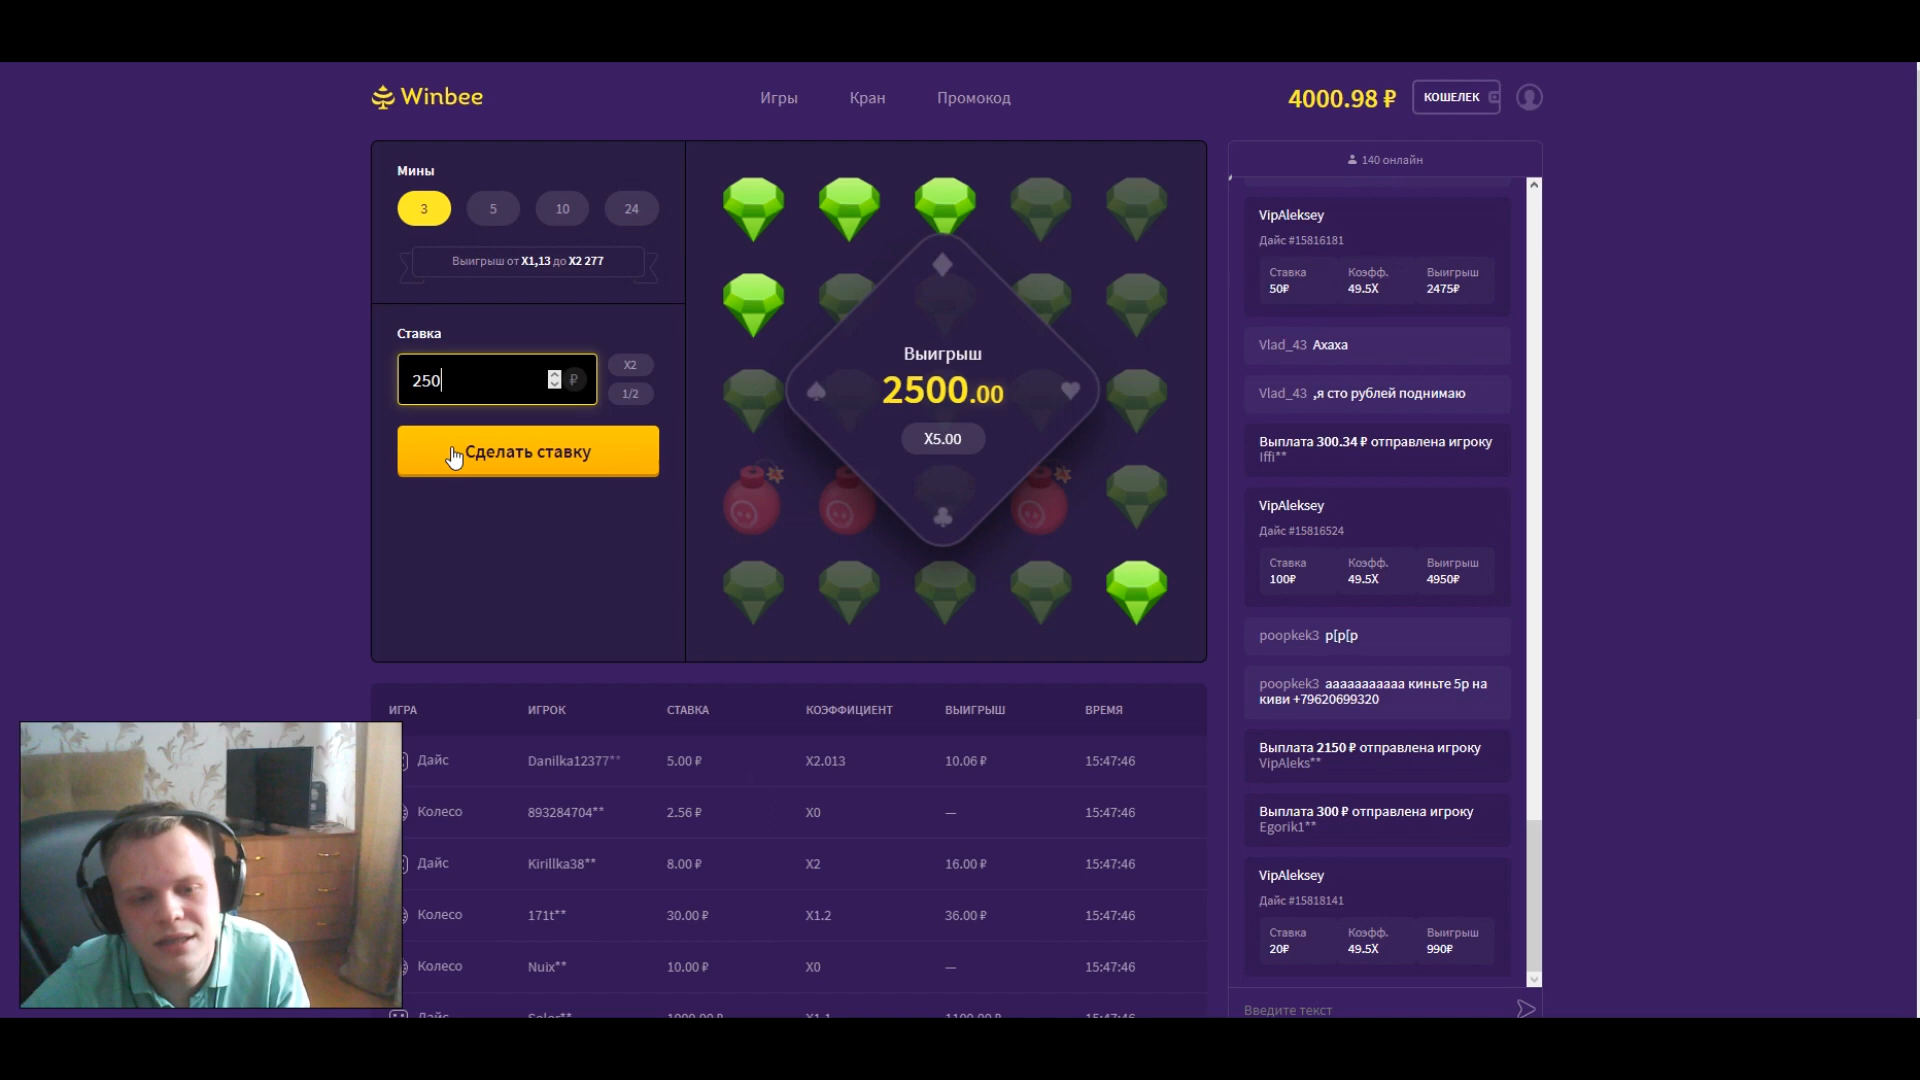 Winbee
Игры Кран Промокод
4000.98 ₽ КОШЕЛЕК
Мины
3 5 10 24
Выигрыш от X1,13 до X2 277
Ставка
250 ₽
X2
1/2
Сделать ставку
Выигрыш
2500.00
X5.00
140 онлайн
VipAleksey
Дайс #15816181
Ставка Коэфф. Выигрыш
50₽ 49.5X 2475₽
Vlad_43 Ахаха
Vlad_43 ,я сто рублей поднимаю
Выплата 300.34 ₽ отправлена игроку
Iffi**
VipAleksey
Дайс #15816524
Ставка Коэфф. Выигрыш
100₽ 49.5X 4950₽
poopkek3 р[р[р
poopkek3 ааааааааааа киньте 5р на
киви +79620699320
Выплата 2150 ₽ отправлена игроку
VipAleks**
Выплата 300 ₽ отправлена игроку
Egorik1**
VipAleksey
Дайс #15818141
Ставка Коэфф. Выигрыш
20₽ 49.5X 990₽
Введите текст
ИГРА ИГРОК СТАВКА КОЭФФИЦИЕНТ ВЫИГРЫШ ВРЕМЯ
Дайс Danilka12377** 5.00 ₽ X2.013 10.06 ₽ 15:47:46
Колесо 893284704** 2.56 ₽ X0 — 15:47:46
Дайс Kirillka38** 8.00 ₽ X2 16.00 ₽ 15:47:46
Колесо 171t** 30.00 ₽ X1.2 36.00 ₽ 15:47:46
Колесо Nuix** 10.00 ₽ X0 — 15:47:46